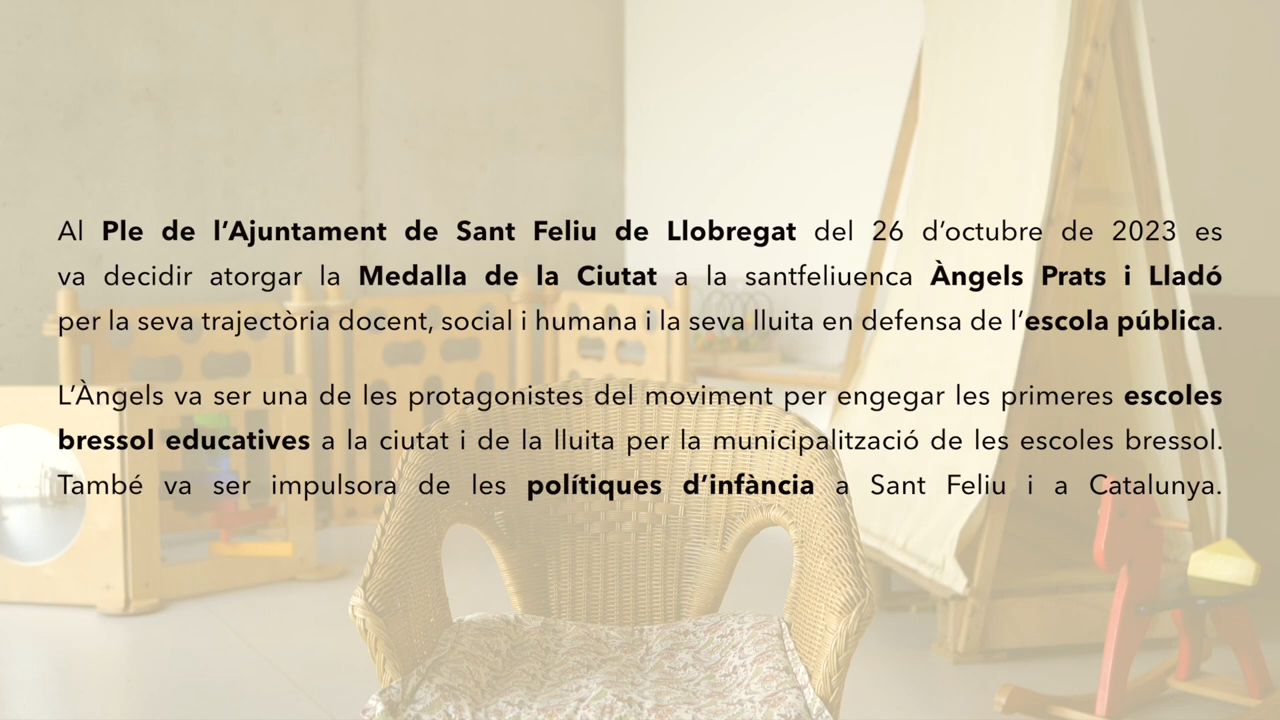 Al Ple de l’Ajuntament de Sant Feliu de Llobregat del 26 d’octubre de 2023 es
va decidir atorgar la Medalla de la Ciutat a la santfeliuenca Àngels Prats i Lladó
per la seva trajectòria docent, social i humana i la seva lluita en defensa de l’escola pública.
L’Àngels va ser una de les protagonistes del moviment per engegar les primeres escoles
bressol educatives a la ciutat i de la lluita per la municipalització de les escoles bressol.
També va ser impulsora de les polítiques d’infància a Sant Feliu i a Catalunya.